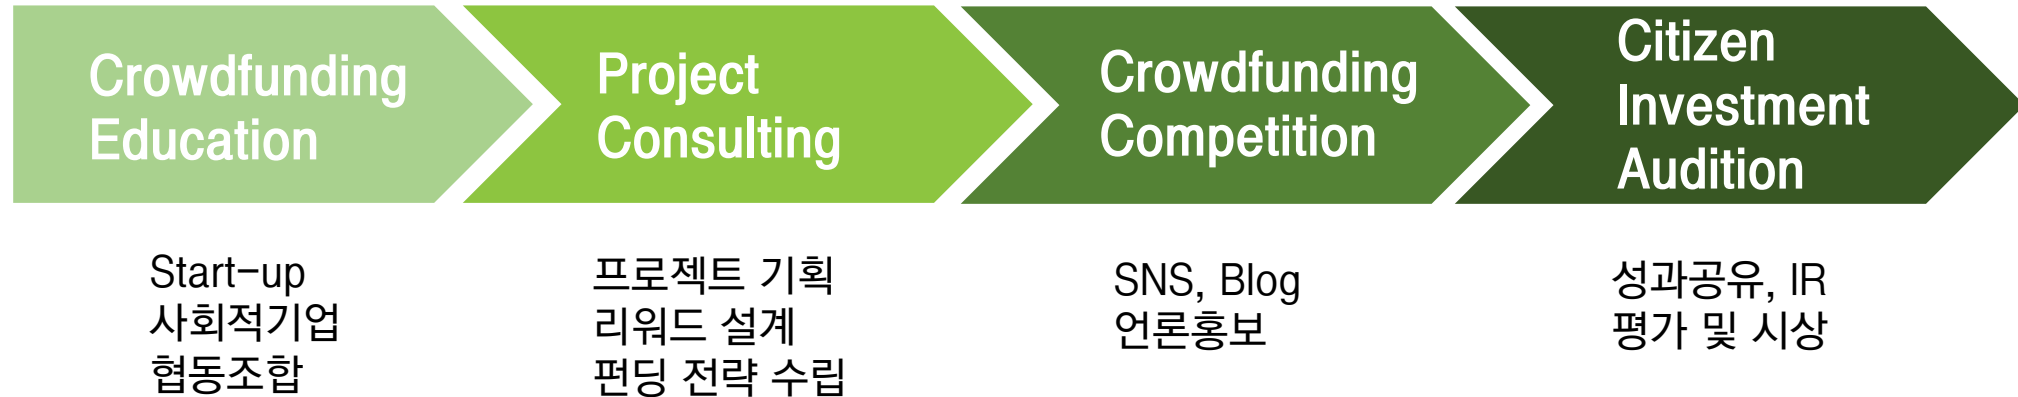 Crowdfunding
Education
Project
Consulting
Crowdfunding
Competition
Citizen
Investment
Audition
Start-up
사회적기업
협동조합
프로젝트 기획
리워드 설계
펀딩 전략 수립
SNS, Blog
언론홍보
성과공유, IR
평가 및 시상